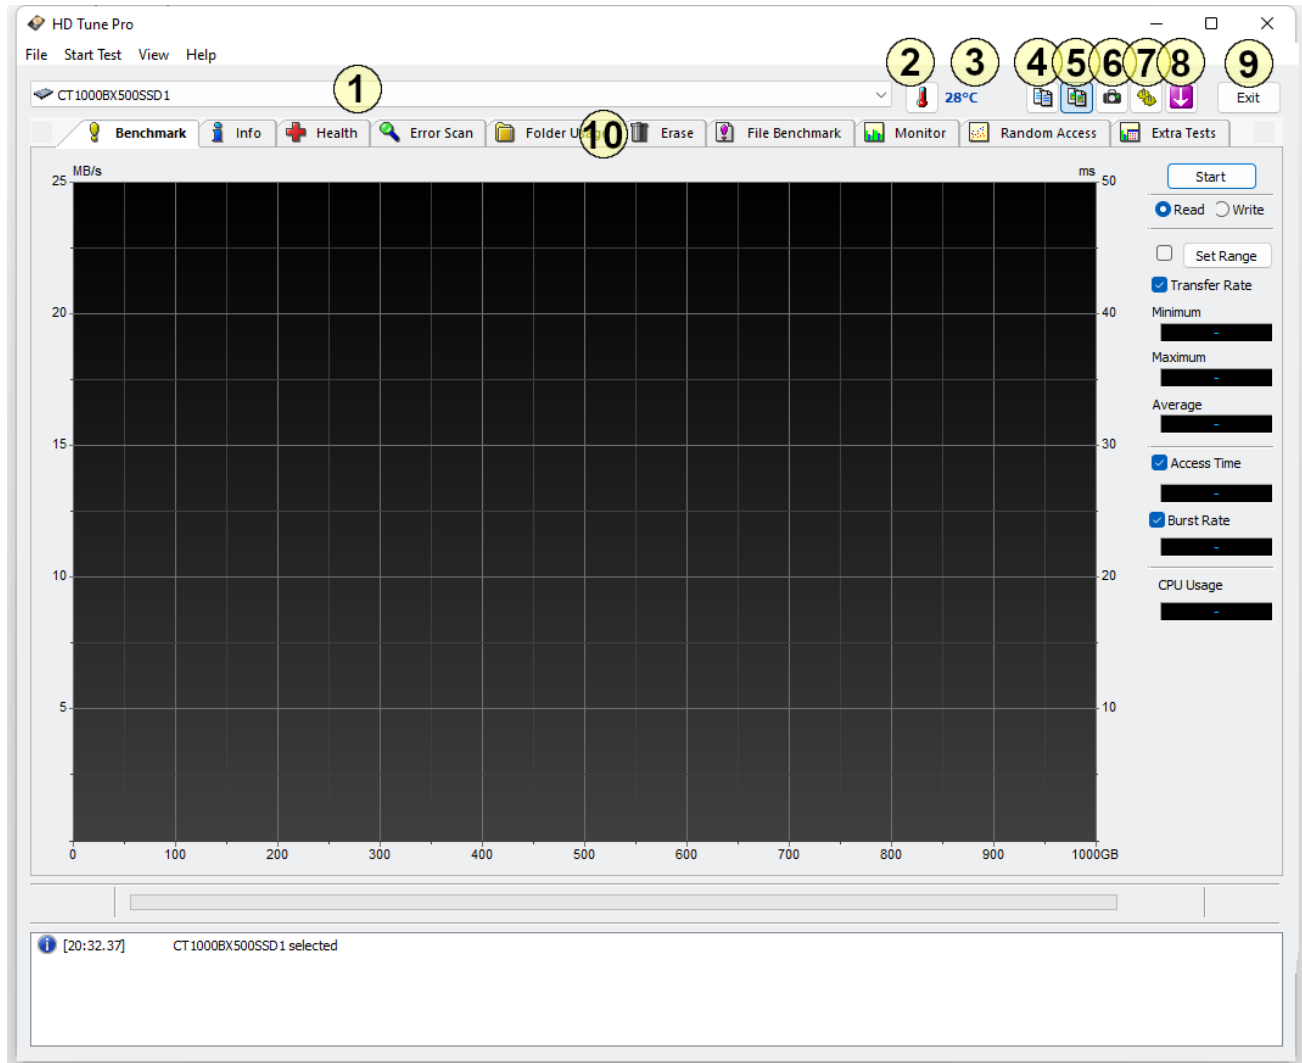 HD Tune Pro
File Start Test View Help
1 2 3 4 5 6 7 8 9
CT1000BX500SSD1 28°C Exit
Benchmark Info Health Error Scan Folder Usage 10 Erase File Benchmark Monitor Random Access Extra Tests
MB/s ms
25 50
20 40
15 30
10 20
5 10
0 100 200 300 400 500 600 700 800 900 1000GB
Start
Read Write
Set Range
Transfer Rate
Minimum
-
Maximum
-
Average
-
Access Time
-
Burst Rate
-
CPU Usage
-
[20:32.37] CT1000BX500SSD1 selected